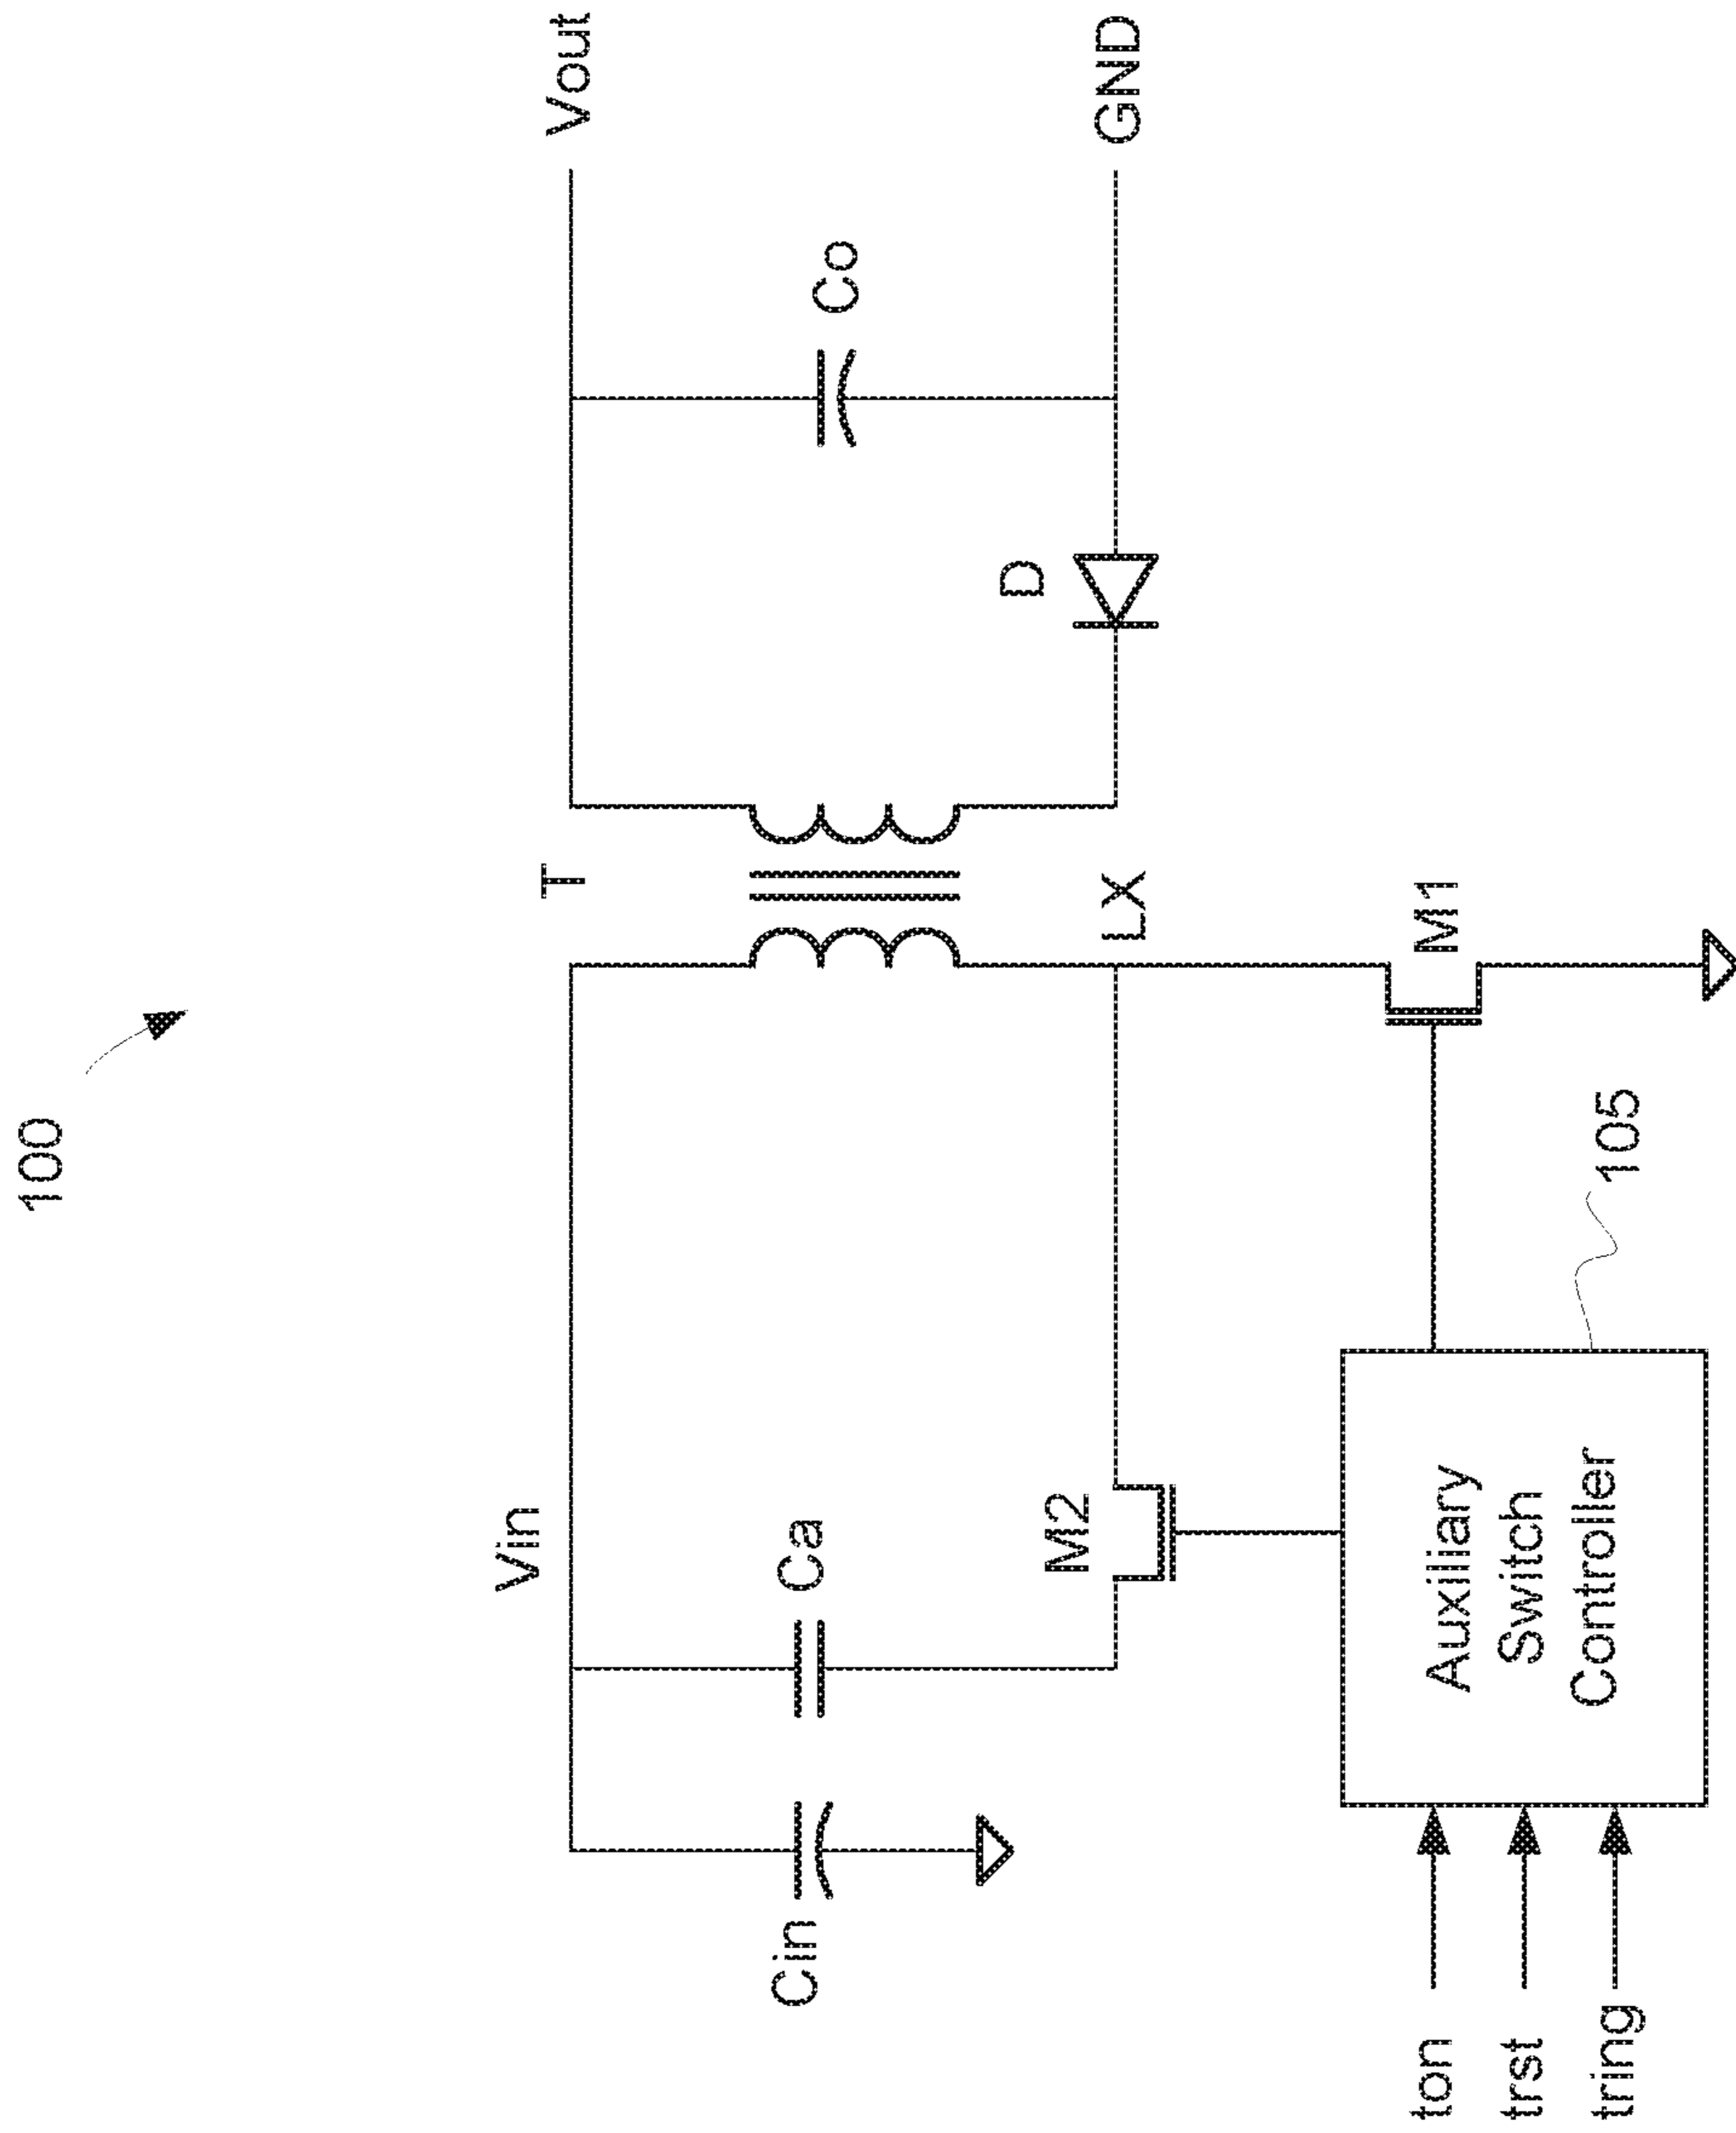 100
Vin
T
Vout
Cin
Ca
Co
M2
LX
D
GND
ton
trst
tring
Auxiliary
Switch
Controller
M1
105